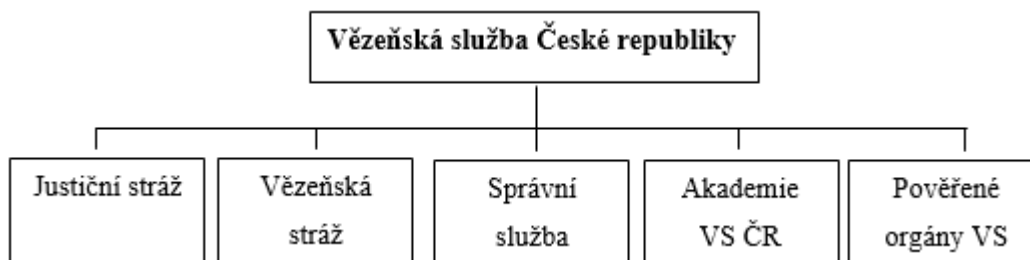 Vězeňská služba České republiky
Justiční stráž
Vězeňská
stráž
Správní
služba
Akademie
VS ČR
Pověřené
orgány VS